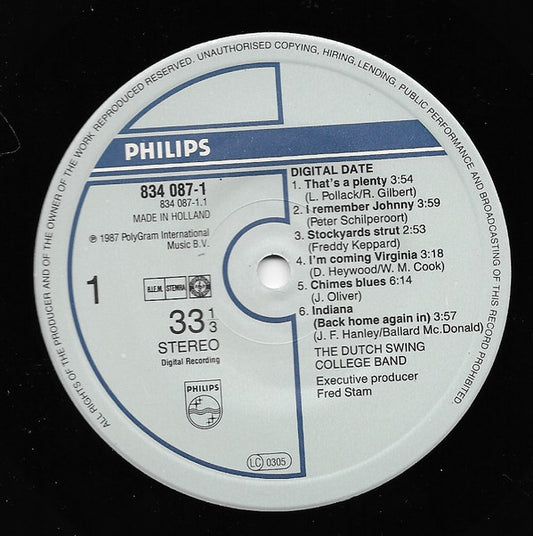 ALL RIGHTS OF THE PRODUCER AND OF THE OWNER OF THE WORK REPRODUCED RESERVED. UNAUTHORISED COPYING, HIRING, LENDING, PUBLIC PERFORMANCE AND BROADCASTING OF THIS RECORD PROHIBITED
PHILIPS
834 087-1
834 087-1.1
MADE IN HOLLAND
℗ 1987 PolyGram International
Music B.V.
1
B.I.E.M. STEMRA
33 1/3
STEREO
Digital Recording
PHILIPS
LC 0305
DIGITAL DATE
1. That's a plenty 3:54
(L. Pollack/R. Gilbert)
2. I remember Johnny 3:59
(Peter Schilperoort)
3. Stockyards strut 2:53
(Freddy Keppard)
4. I'm coming Virginia 3:18
(D. Heywood/W. M. Cook)
5. Chimes blues 6:14
(J. Oliver)
6. Indiana
(Back home again in) 3:57
(J. F. Hanley/Ballard Mc.Donald)
THE DUTCH SWING
COLLEGE BAND
Executive producer
Fred Stam